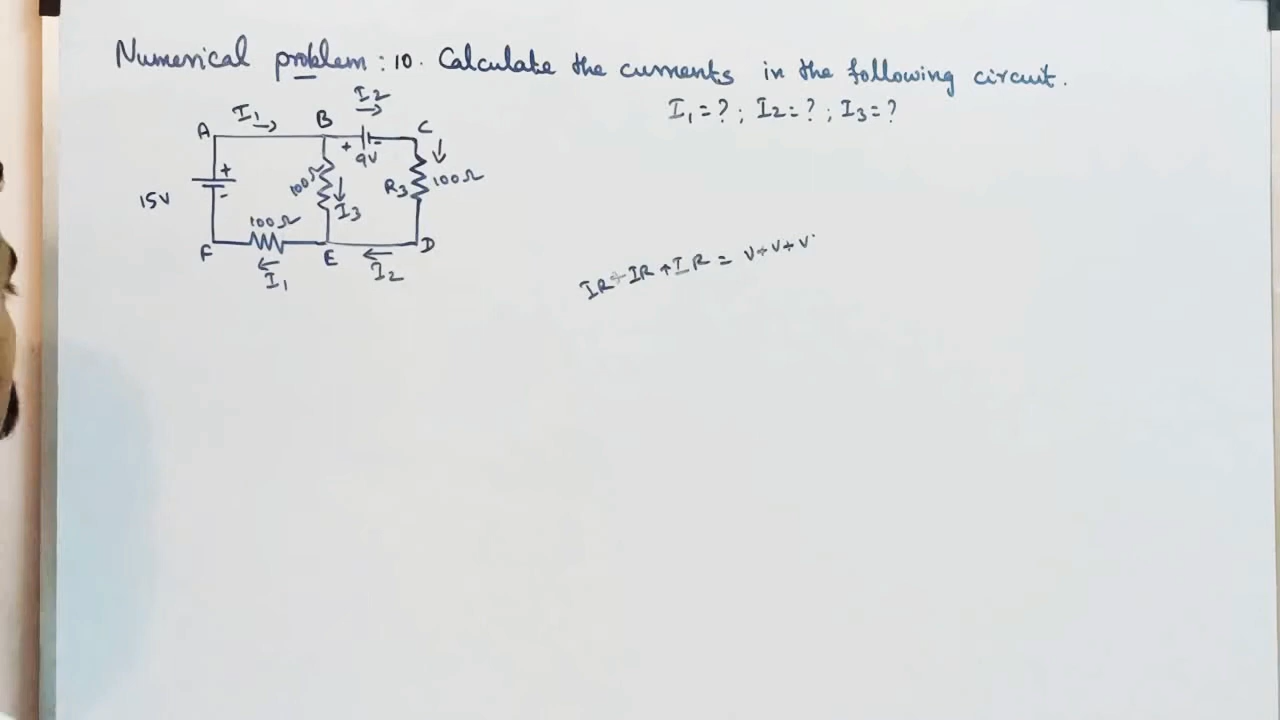 Numerical problem : 10. Calculate the currents in the following circuit.
I1 = ? ; I2 = ? ; I3 = ?
I2
I1
A
B
C
+
-
9V
+
-
15V
100Ω
I3
R3
100Ω
100Ω
F
E
D
I1
I2
IR + IR + IR = V + V + V